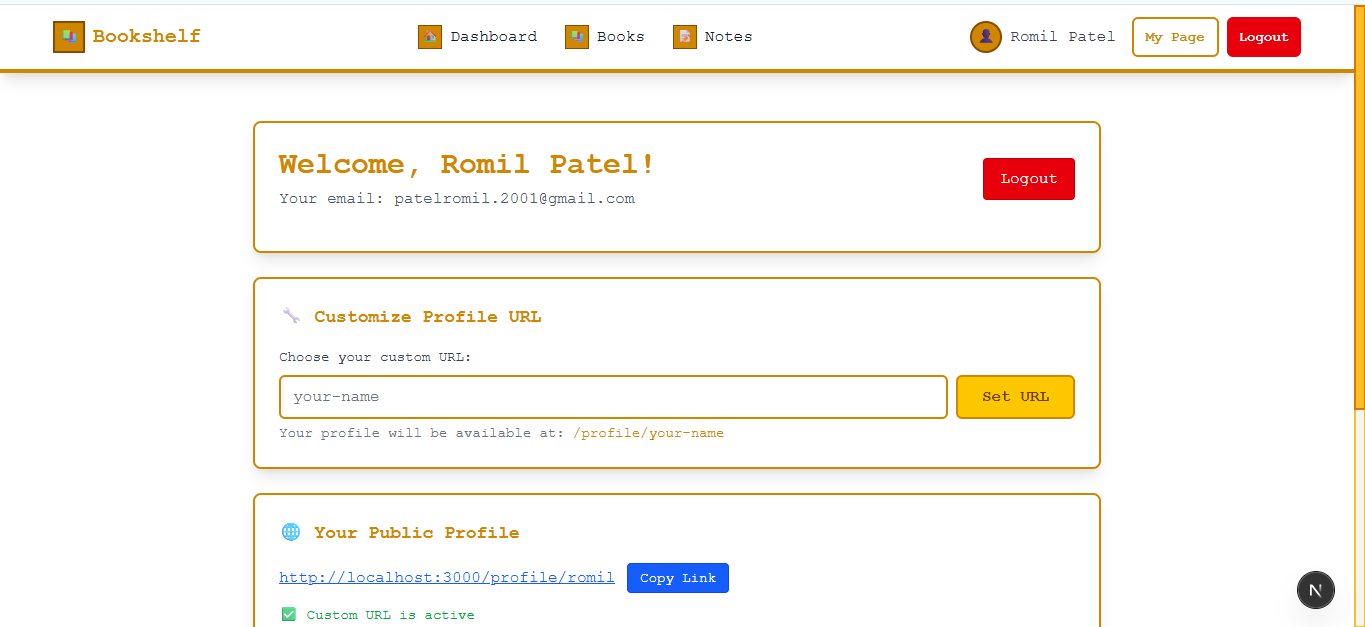 Bookshelf
Dashboard
Books
Notes
Romil Patel
My Page
Logout
Welcome, Romil Patel!
Logout
Your email: patelromil.2001@gmail.com
Customize Profile URL
Choose your custom URL:
your-name
Set URL
Your profile will be available at: /profile/your-name
Your Public Profile
http://localhost:3000/profile/romil
Copy Link
Custom URL is active
N